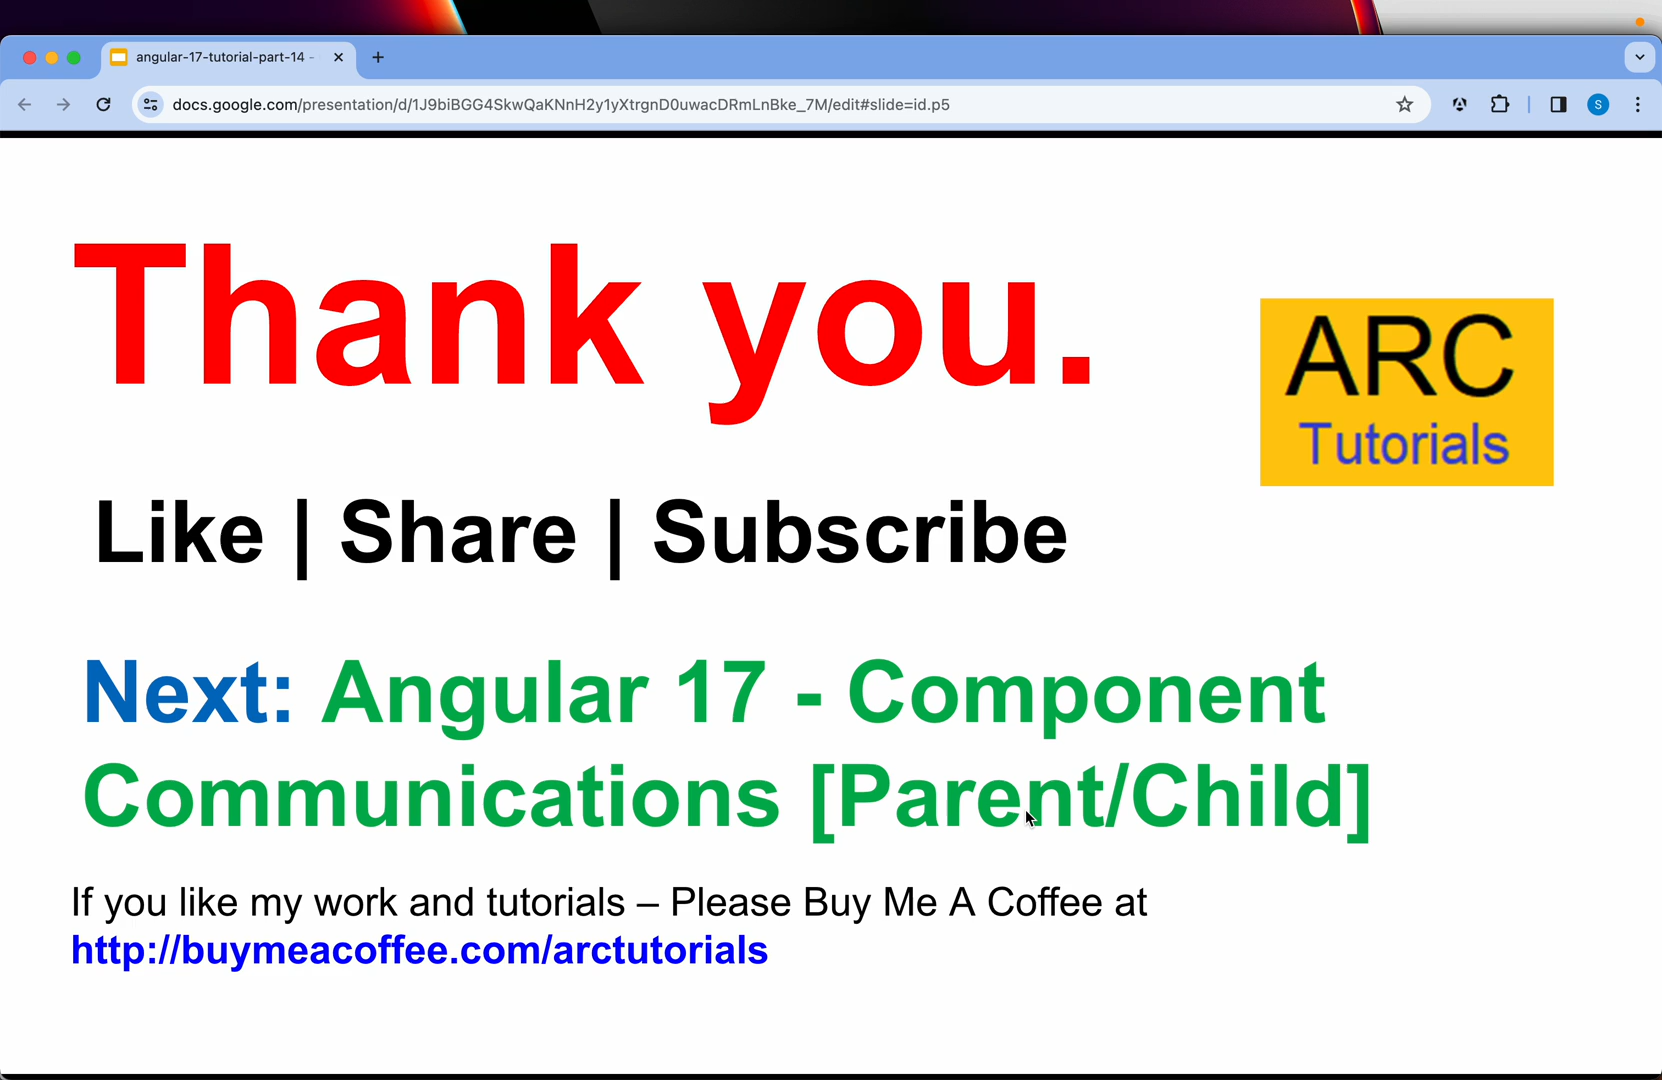 angular-17-tutorial-part-14 -
docs.google.com/presentation/d/1J9biBGG4SkwQaKNnH2y1yXtrgnD0uwacDRmLnBke_7M/edit#slide=id.p5
S
Thank you.
ARC
Tutorials
Like | Share | Subscribe
Next: Angular 17 - Component
Communications [Parent/Child]
If you like my work and tutorials – Please Buy Me A Coffee at
http://buymeacoffee.com/arctutorials